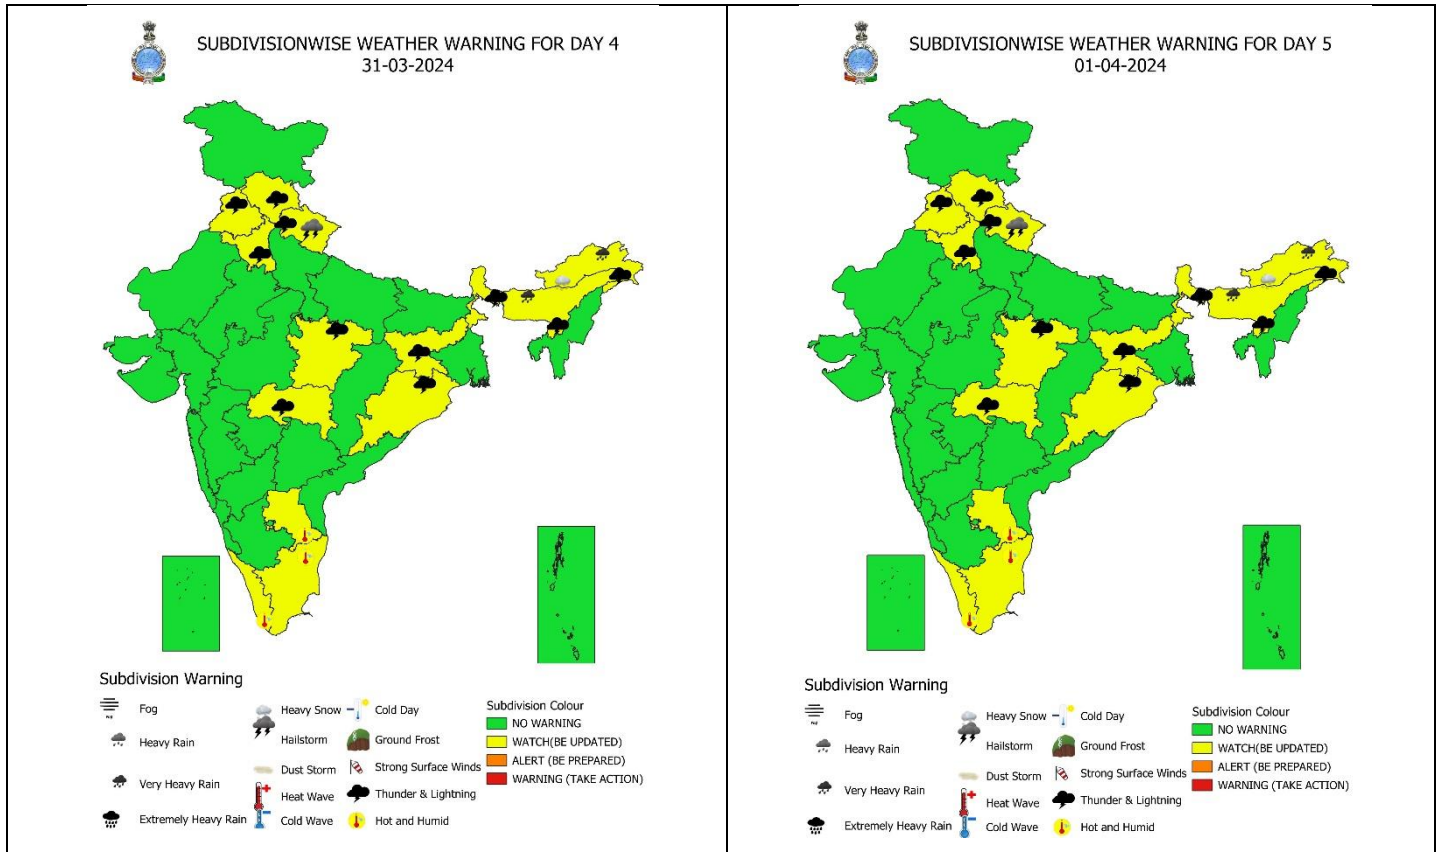 SUBDIVISIONWISE WEATHER WARNING FOR DAY 4
31-03-2024
Subdivision Warning
Fog
Heavy Rain
Very Heavy Rain
Extremely Heavy Rain
Heavy Snow
Hailstorm
Dust Storm
Heat Wave
Cold Wave
Cold Day
Ground Frost
Strong Surface Winds
Thunder & Lightning
Hot and Humid
Subdivision Colour
NO WARNING
WATCH(BE UPDATED)
ALERT (BE PREPARED)
WARNING (TAKE ACTION)
SUBDIVISIONWISE WEATHER WARNING FOR DAY 5
01-04-2024
Subdivision Warning
Fog
Heavy Rain
Very Heavy Rain
Extremely Heavy Rain
Heavy Snow
Hailstorm
Dust Storm
Heat Wave
Cold Wave
Cold Day
Ground Frost
Strong Surface Winds
Thunder & Lightning
Hot and Humid
Subdivision Colour
NO WARNING
WATCH(BE UPDATED)
ALERT (BE PREPARED)
WARNING (TAKE ACTION)